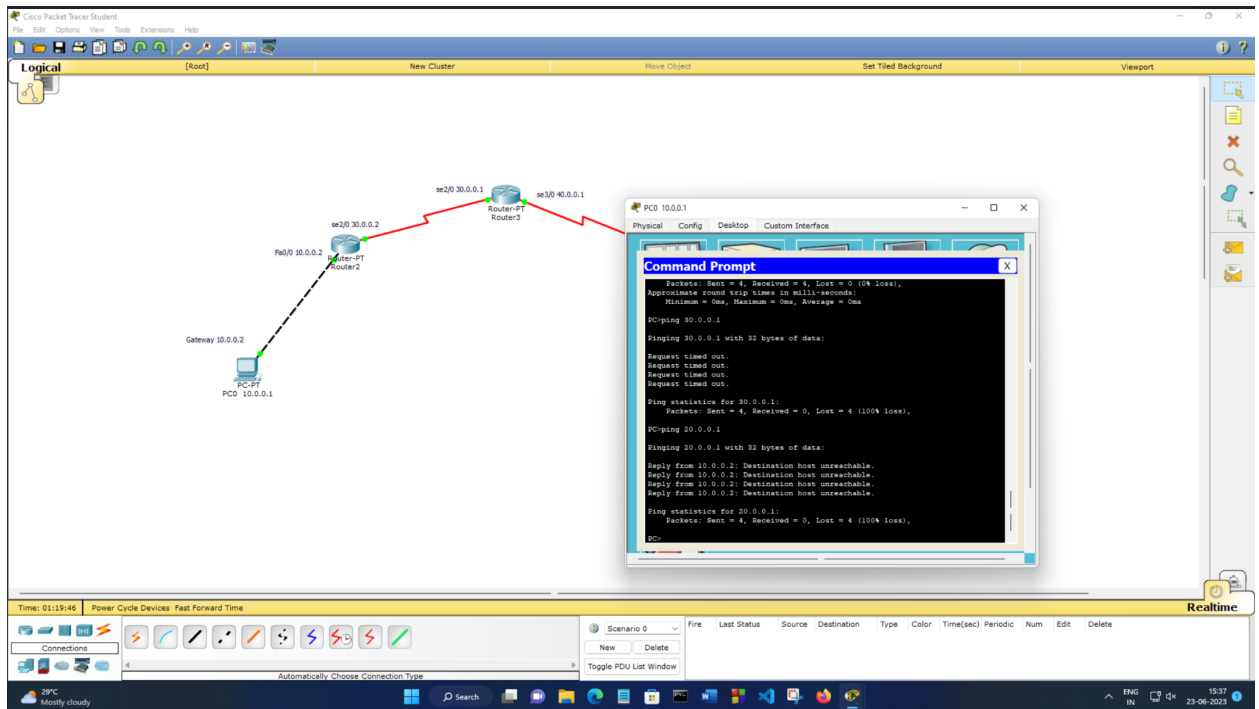 Cisco Packet Tracer Student
File Edit Options View Tools Extensions Help
Logical [Root] New Cluster Move Object Set Tiled Background Viewport
se2/0 30.0.0.1
se3/0 40.0.0.1
Router-PT
Router3
se2/0 30.0.0.2
Fa0/0 10.0.0.2
Router-PT
Router2
Gateway 10.0.0.2
PC-PT
PC0 10.0.0.1
PC0 10.0.0.1
Physical Config Desktop Custom Interface
Command Prompt X
Packets: Sent = 4, Received = 4, Lost = 0 (0% loss),
Approximate round trip times in milli-seconds:
Minimum = 0ms, Maximum = 0ms, Average = 0ms
PC>ping 30.0.0.1
Pinging 30.0.0.1 with 32 bytes of data:
Request timed out.
Request timed out.
Request timed out.
Request timed out.
Ping statistics for 30.0.0.1:
Packets: Sent = 4, Received = 0, Lost = 4 (100% loss),
PC>ping 20.0.0.1
Pinging 20.0.0.1 with 32 bytes of data:
Reply from 10.0.0.2: Destination host unreachable.
Reply from 10.0.0.2: Destination host unreachable.
Reply from 10.0.0.2: Destination host unreachable.
Reply from 10.0.0.2: Destination host unreachable.
Ping statistics for 20.0.0.1:
Packets: Sent = 4, Received = 0, Lost = 4 (100% loss),
PC>
Time: 01:19:46 Power Cycle Devices Fast Forward Time Realtime
Connections
Automatically Choose Connection Type
Scenario 0
New Delete
Toggle PDU List Window
Fire Last Status Source Destination Type Color Time(sec) Periodic Num Edit Delete
29°C
Mostly cloudy
Search
ENG
IN
15:37
23-06-2023
1